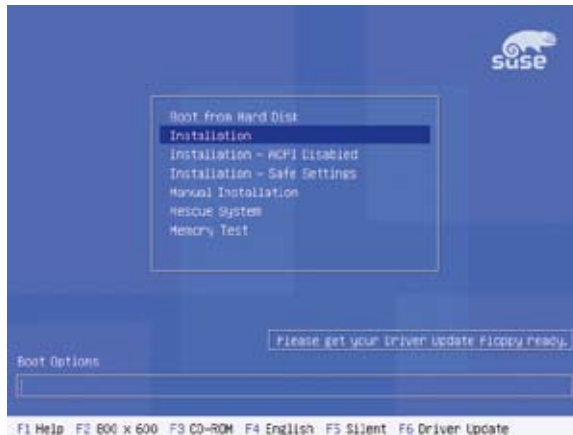 suse
Boot from Hard Disk
Installation
Installation - ACPI Disabled
Installation - Safe Settings
Manual Installation
Rescue System
Memory Test
Please get your Driver Update Floppy ready.
Boot Options
F1 Help F2 800 x 600 F3 CD-ROM F4 English F5 Silent F6 Driver Update